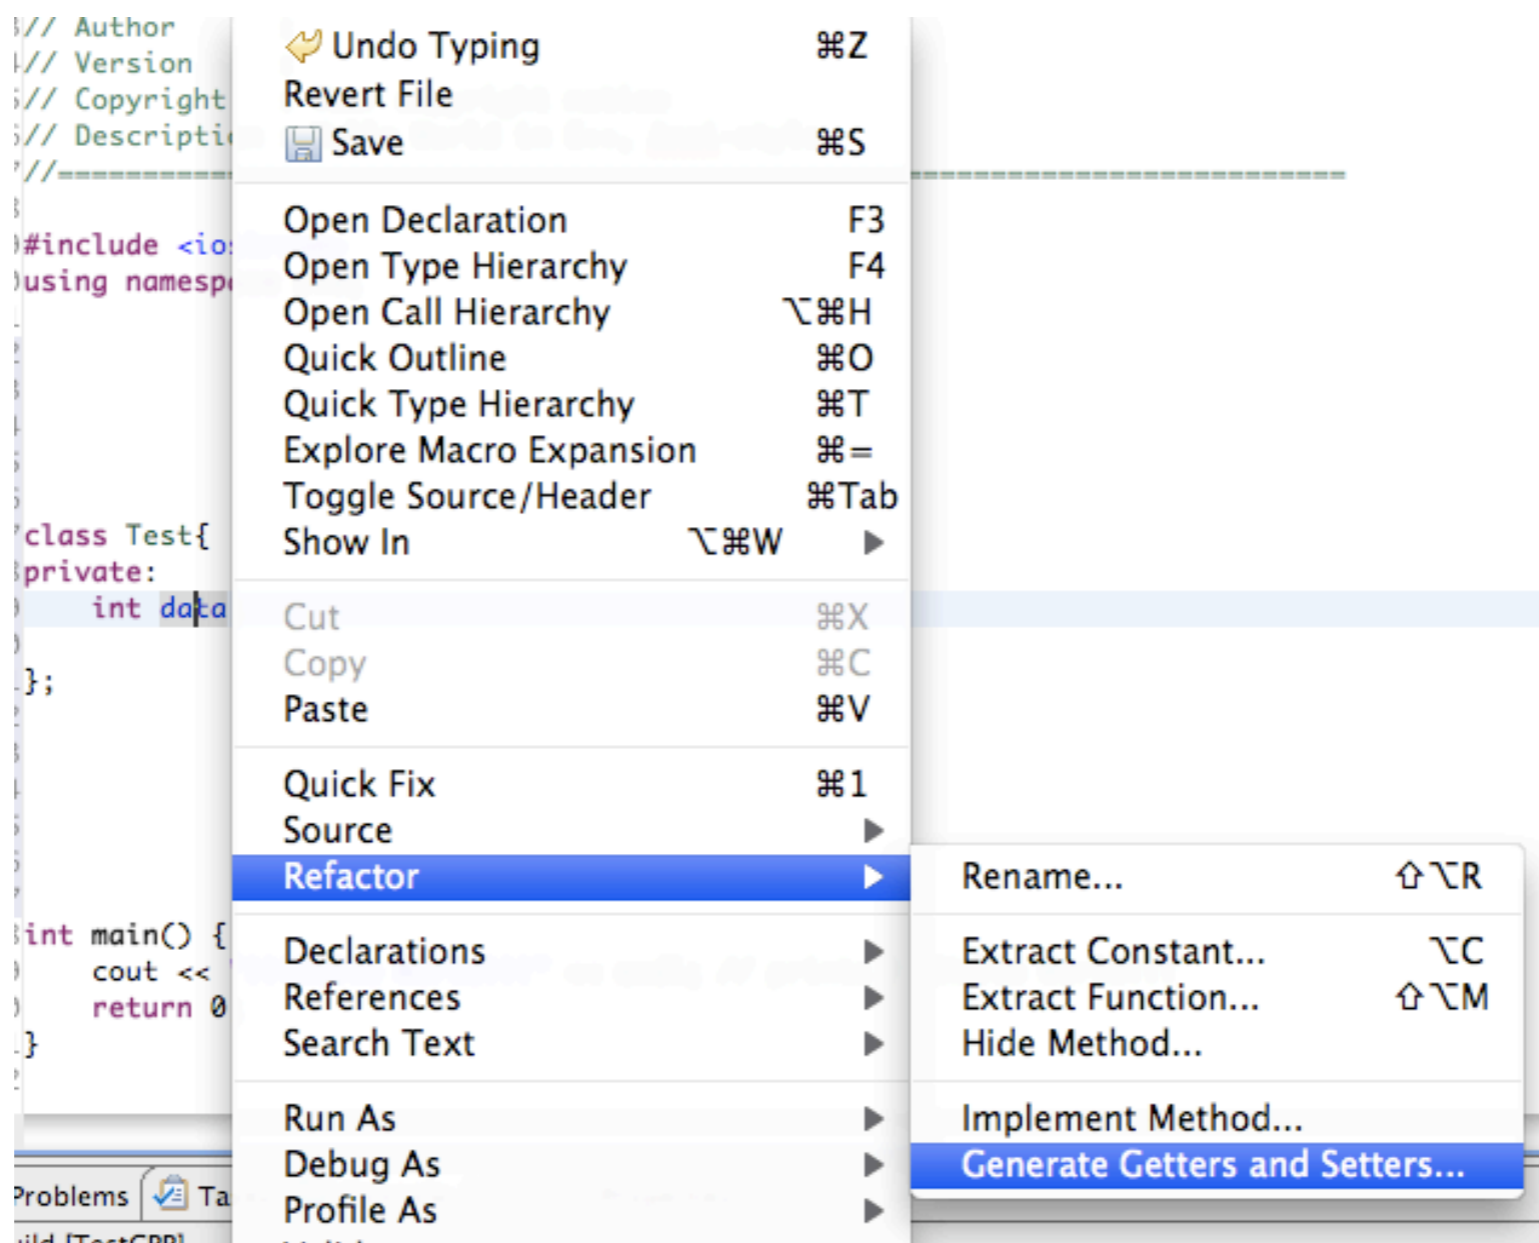 // Author
// Version
// Copyright
// Descripti
//=====================================================
#include <io
using namesp
class Test{
private:
int data
};
int main() {
cout <<
return 0
}
Undo Typing ⌘Z
Revert File
Save ⌘S
Open Declaration F3
Open Type Hierarchy F4
Open Call Hierarchy ⌥⌘H
Quick Outline ⌘O
Quick Type Hierarchy ⌘T
Explore Macro Expansion ⌘=
Toggle Source/Header ⌘Tab
Show In ⌥⌘W ▶
Cut ⌘X
Copy ⌘C
Paste ⌘V
Quick Fix ⌘1
Source ▶
Refactor ▶
Declarations ▶
References ▶
Search Text ▶
Run As ▶
Debug As ▶
Profile As ▶
Rename... ⇧⌥R
Extract Constant... ⌥C
Extract Function... ⇧⌥M
Hide Method...
Implement Method...
Generate Getters and Setters...
Problems Ta